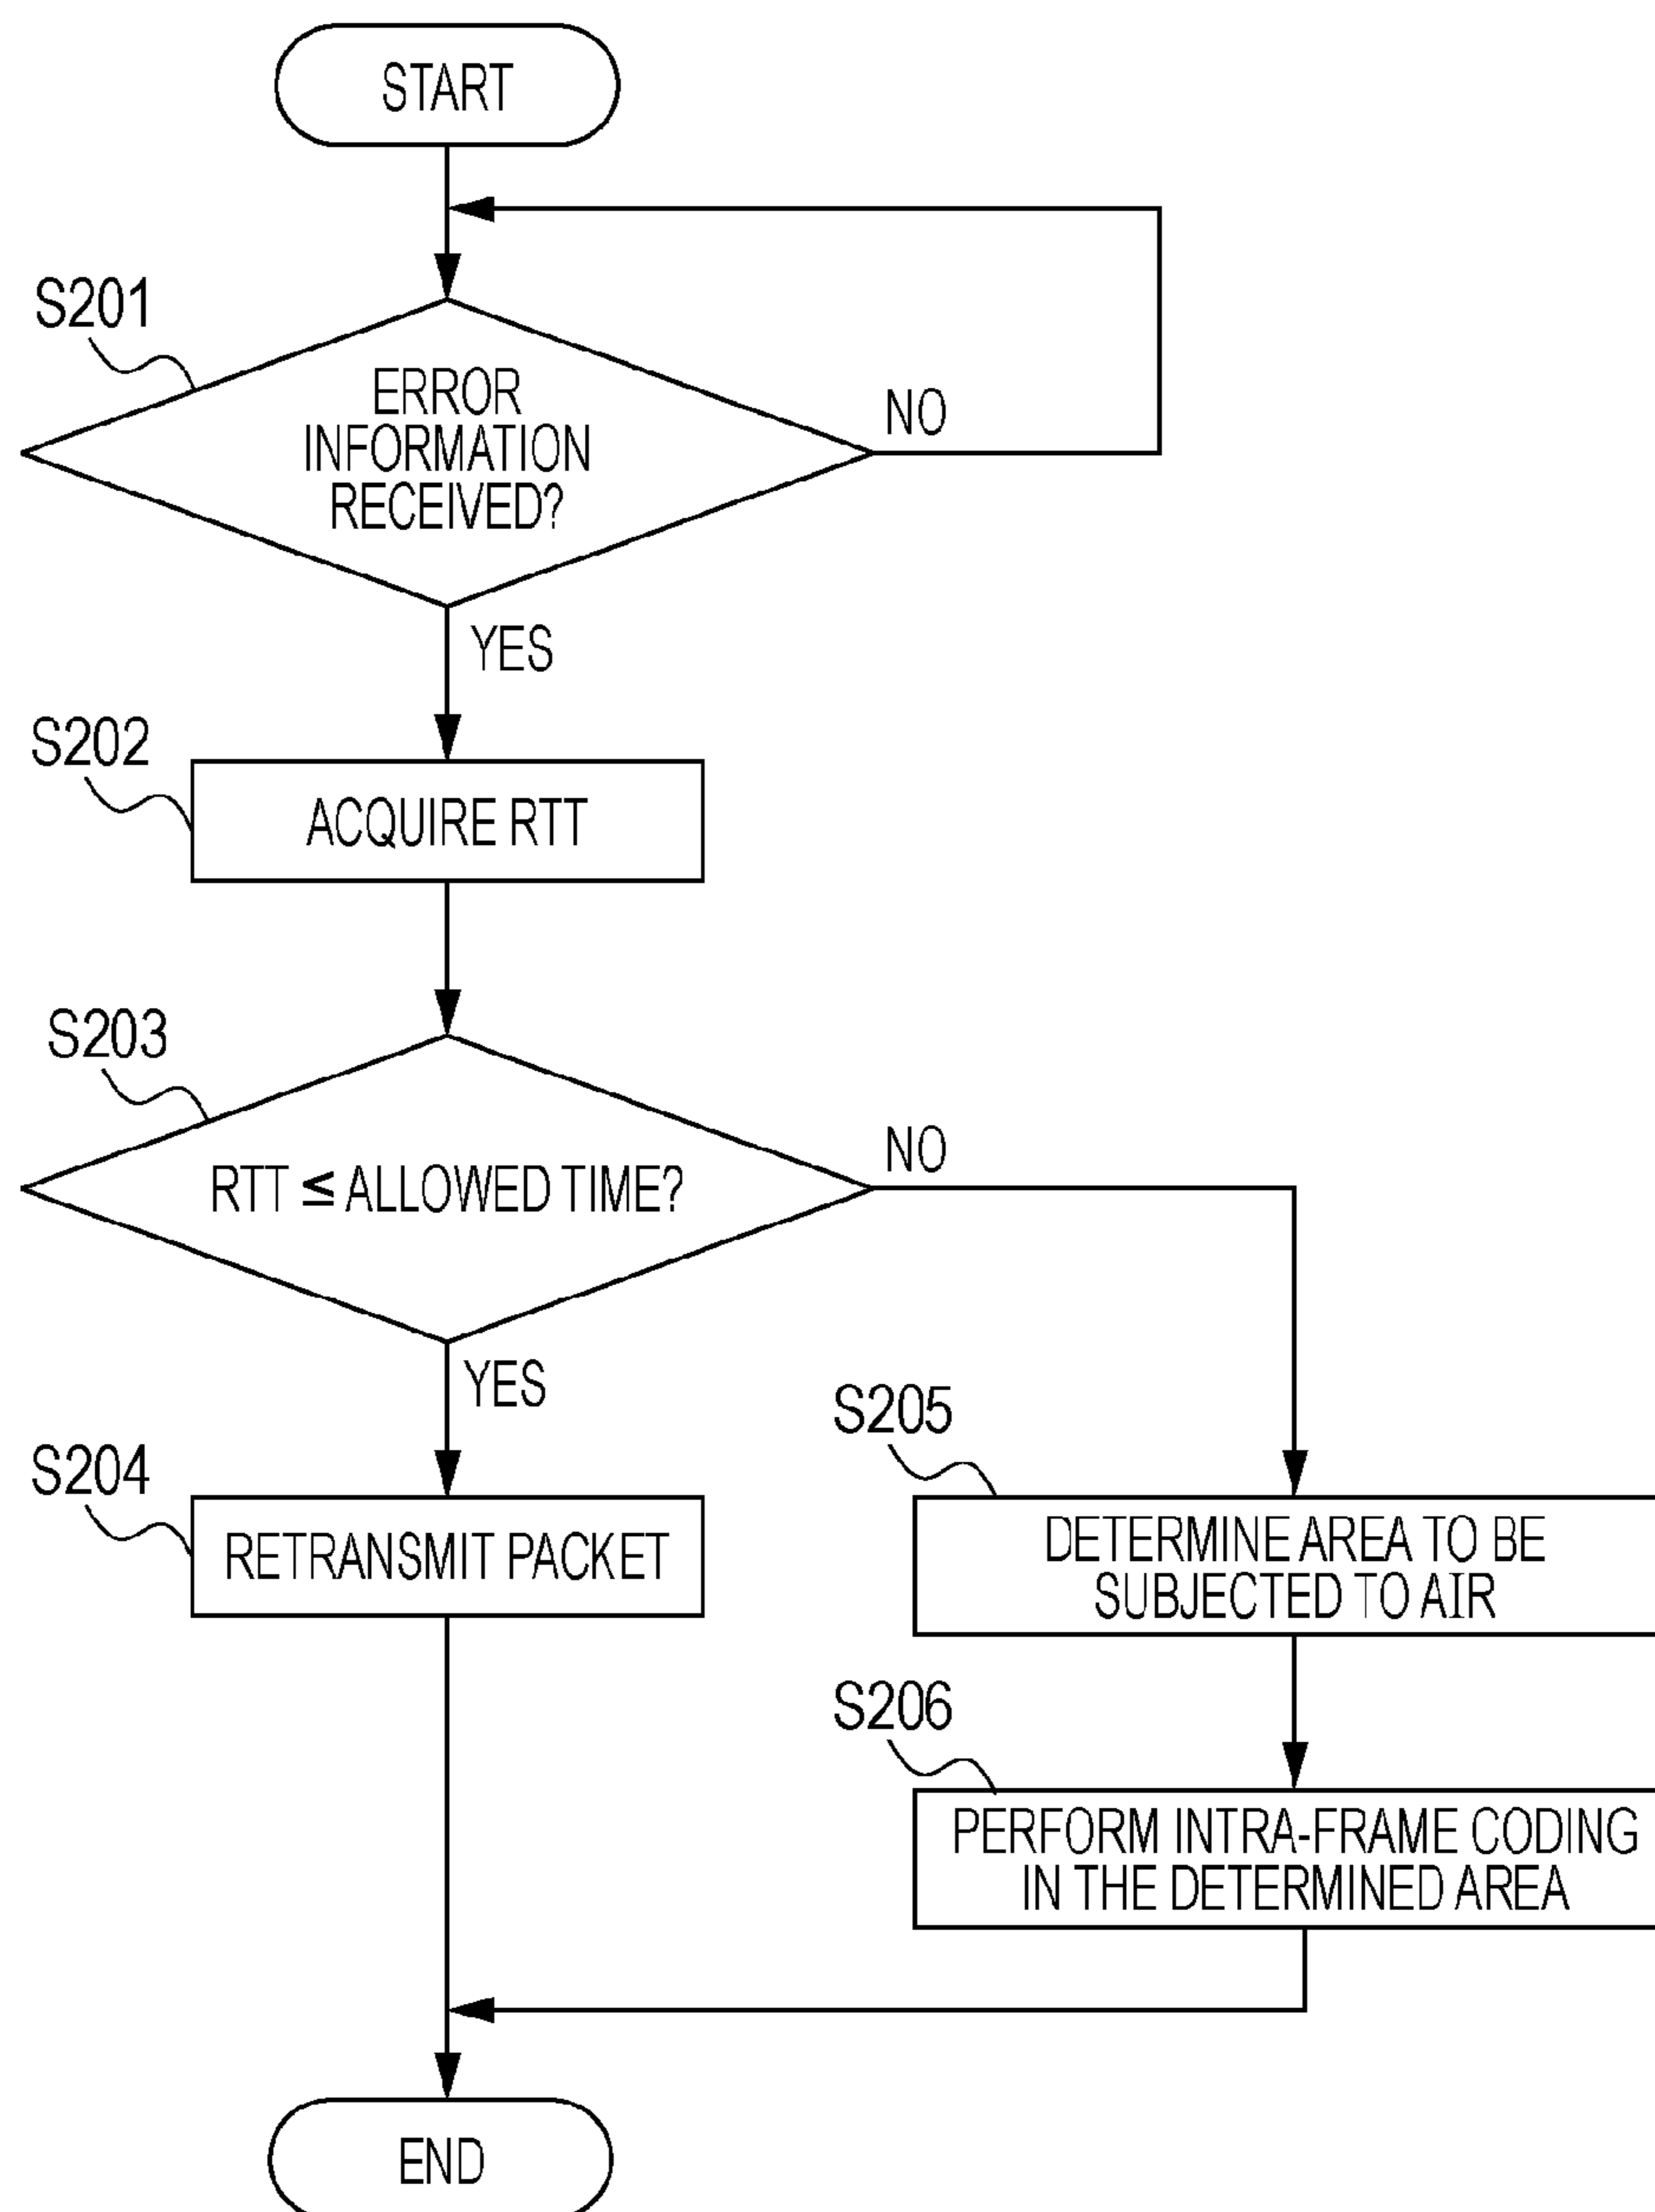 START
S201
ERROR
INFORMATION
RECEIVED?
NO
YES
S202
ACQUIRE RTT
S203
RTT ≤ ALLOWED TIME?
NO
YES
S204
RETRANSMIT PACKET
S205
DETERMINE AREA TO BE
SUBJECTED TO AIR
S206
PERFORM INTRA-FRAME CODING
IN THE DETERMINED AREA
END